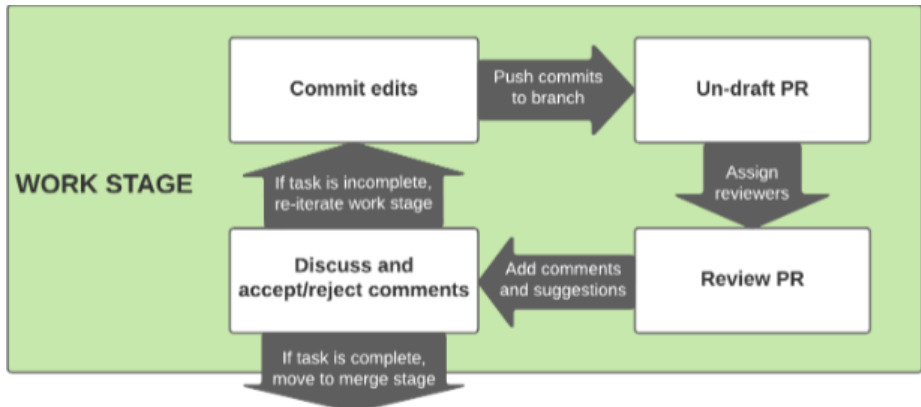 WORK STAGE
Commit edits
Push commits
to branch
Un-draft PR
Assign
reviewers
Review PR
Add comments
and suggestions
Discuss and
accept/reject comments
If task is incomplete,
re-iterate work stage
If task is complete,
move to merge stage